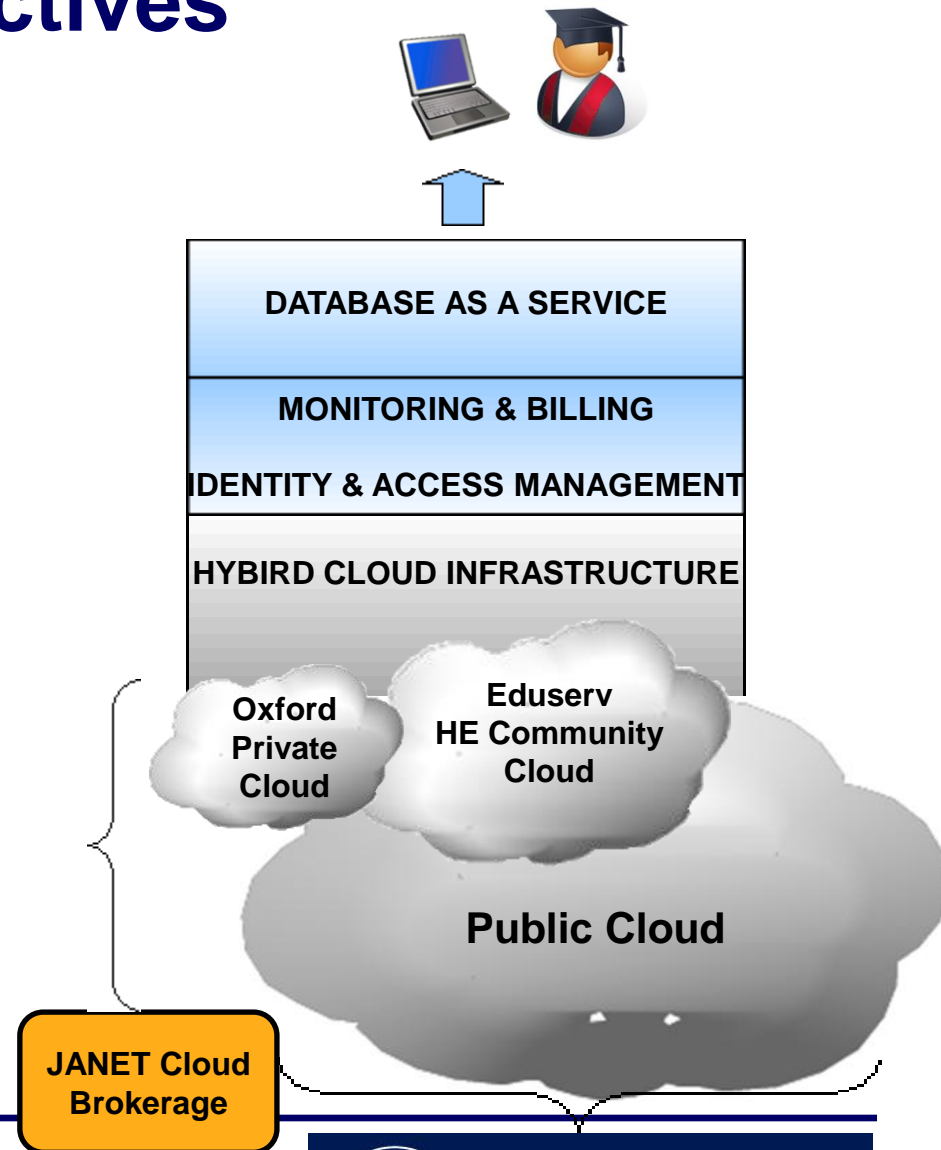 ctives
DATABASE AS A SERVICE
MONITORING & BILLING
IDENTITY & ACCESS MANAGEMENT
HYBIRD CLOUD INFRASTRUCTURE
Oxford
Private
Cloud
Eduserv
HE Community
Cloud
Public Cloud
JANET Cloud
Brokerage